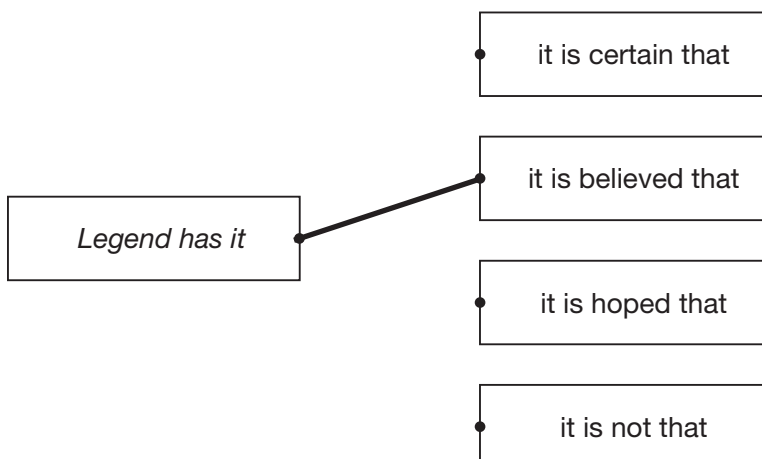 it is certain that
it is believed that
Legend has it
it is hoped that
it is not that